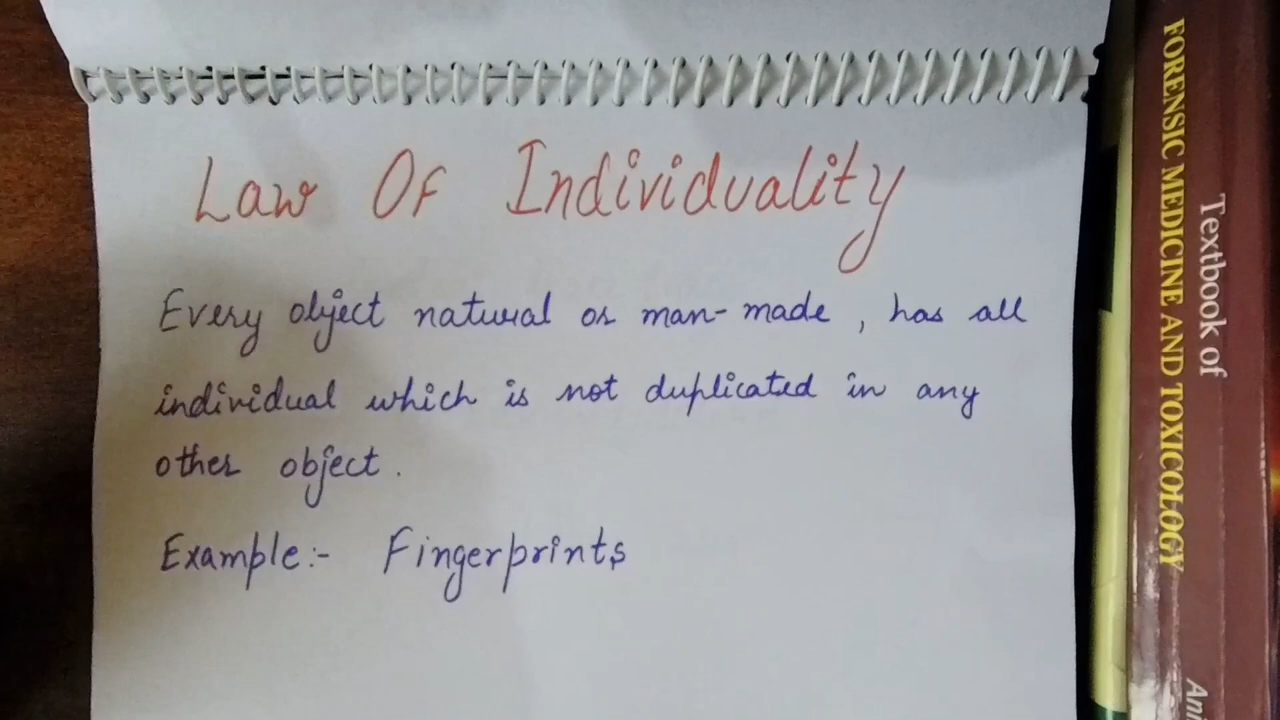 Law Of Individuality
Every object natural or man-made, has all
individual which is not duplicated in any
other object.
Example:- Fingerprints
Textbook of
FORENSIC MEDICINE AND TOXICOLOGY